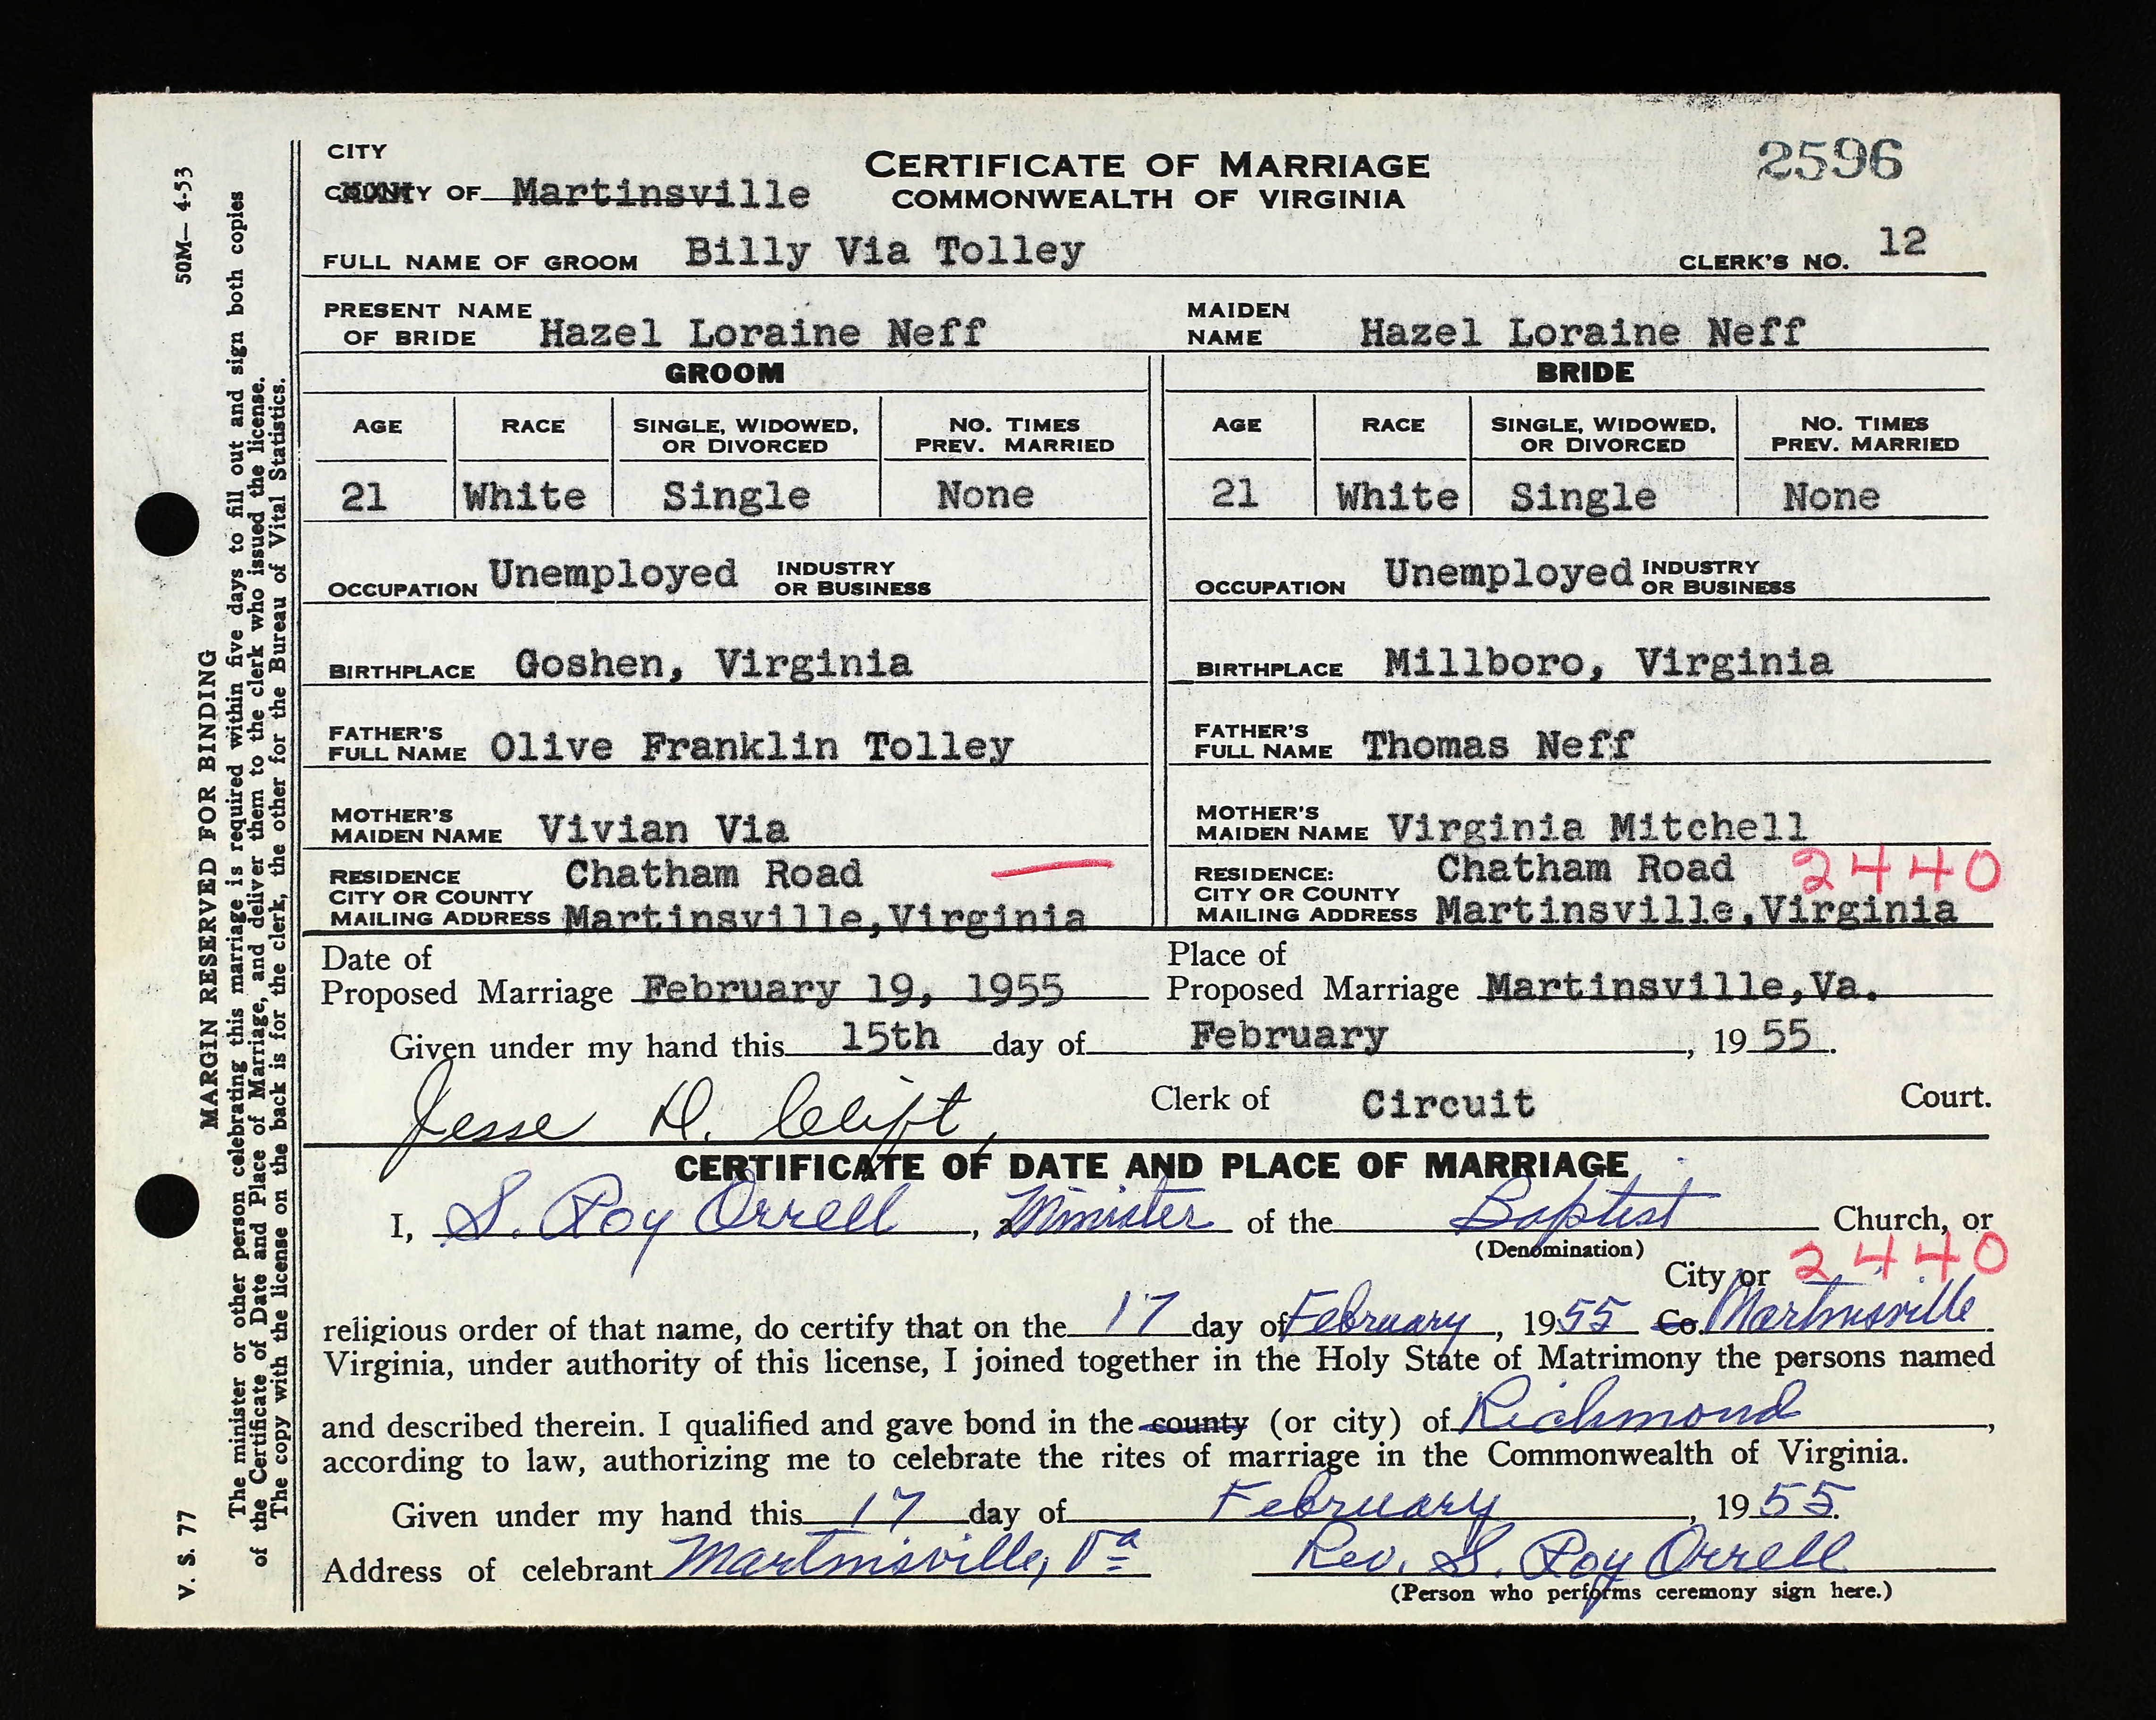 CITY
COUNTY OF Martinsville
CERTIFICATE OF MARRIAGE
COMMONWEALTH OF VIRGINIA
2596
FULL NAME OF GROOM Billy Via Tolley
CLERK'S NO. 12
PRESENT NAME
OF BRIDE Hazel Loraine Neff
MAIDEN
NAME Hazel Loraine Neff
GROOM
BRIDE
AGE RACE SINGLE, WIDOWED, OR DIVORCED NO. TIMES PREV. MARRIED
AGE RACE SINGLE, WIDOWED, OR DIVORCED NO. TIMES PREV. MARRIED
21 White Single None
21 White Single None
OCCUPATION Unemployed INDUSTRY OR BUSINESS
OCCUPATION Unemployed INDUSTRY OR BUSINESS
BIRTHPLACE Goshen, Virginia
BIRTHPLACE Millboro, Virginia
FATHER'S
FULL NAME Olive Franklin Tolley
FATHER'S
FULL NAME Thomas Neff
MOTHER'S
MAIDEN NAME Vivian Via
MOTHER'S
MAIDEN NAME Virginia Mitchell
RESIDENCE Chatham Road
CITY OR COUNTY
MAILING ADDRESS Martinsville,Virginia
RESIDENCE: Chatham Road 2440
CITY OR COUNTY
MAILING ADDRESS Martinsville,Virginia
Date of
Proposed Marriage February 19, 1955
Place of
Proposed Marriage Martinsville,Va.
Given under my hand this 15th day of February, 1955.
Jesse D. Clift, Clerk of Circuit Court.
CERTIFICATE OF DATE AND PLACE OF MARRIAGE
I, S. Roy Orrell, a Minister of the Baptist Church, or
(Denomination)
City or 2440
religious order of that name, do certify that on the 17 day of February, 1955 Co. Martinsville
Virginia, under authority of this license, I joined together in the Holy State of Matrimony the persons named
and described therein. I qualified and gave bond in the county (or city) of Richmond,
according to law, authorizing me to celebrate the rites of marriage in the Commonwealth of Virginia.
Given under my hand this 17 day of February, 1955.
Address of celebrant Martinsville, Va Rev. S. Roy Orrell
(Person who performs ceremony sign here.)
V. S. 77
MARGIN RESERVED FOR BINDING
50M—4-53
The minister or other person celebrating this marriage is required within five days to fill out and sign both copies
of the Certificate of Date and Place of Marriage, and deliver them to the clerk who issued the license.
The copy with the license on the back is for the clerk, the other for the Bureau of Vital Statistics.